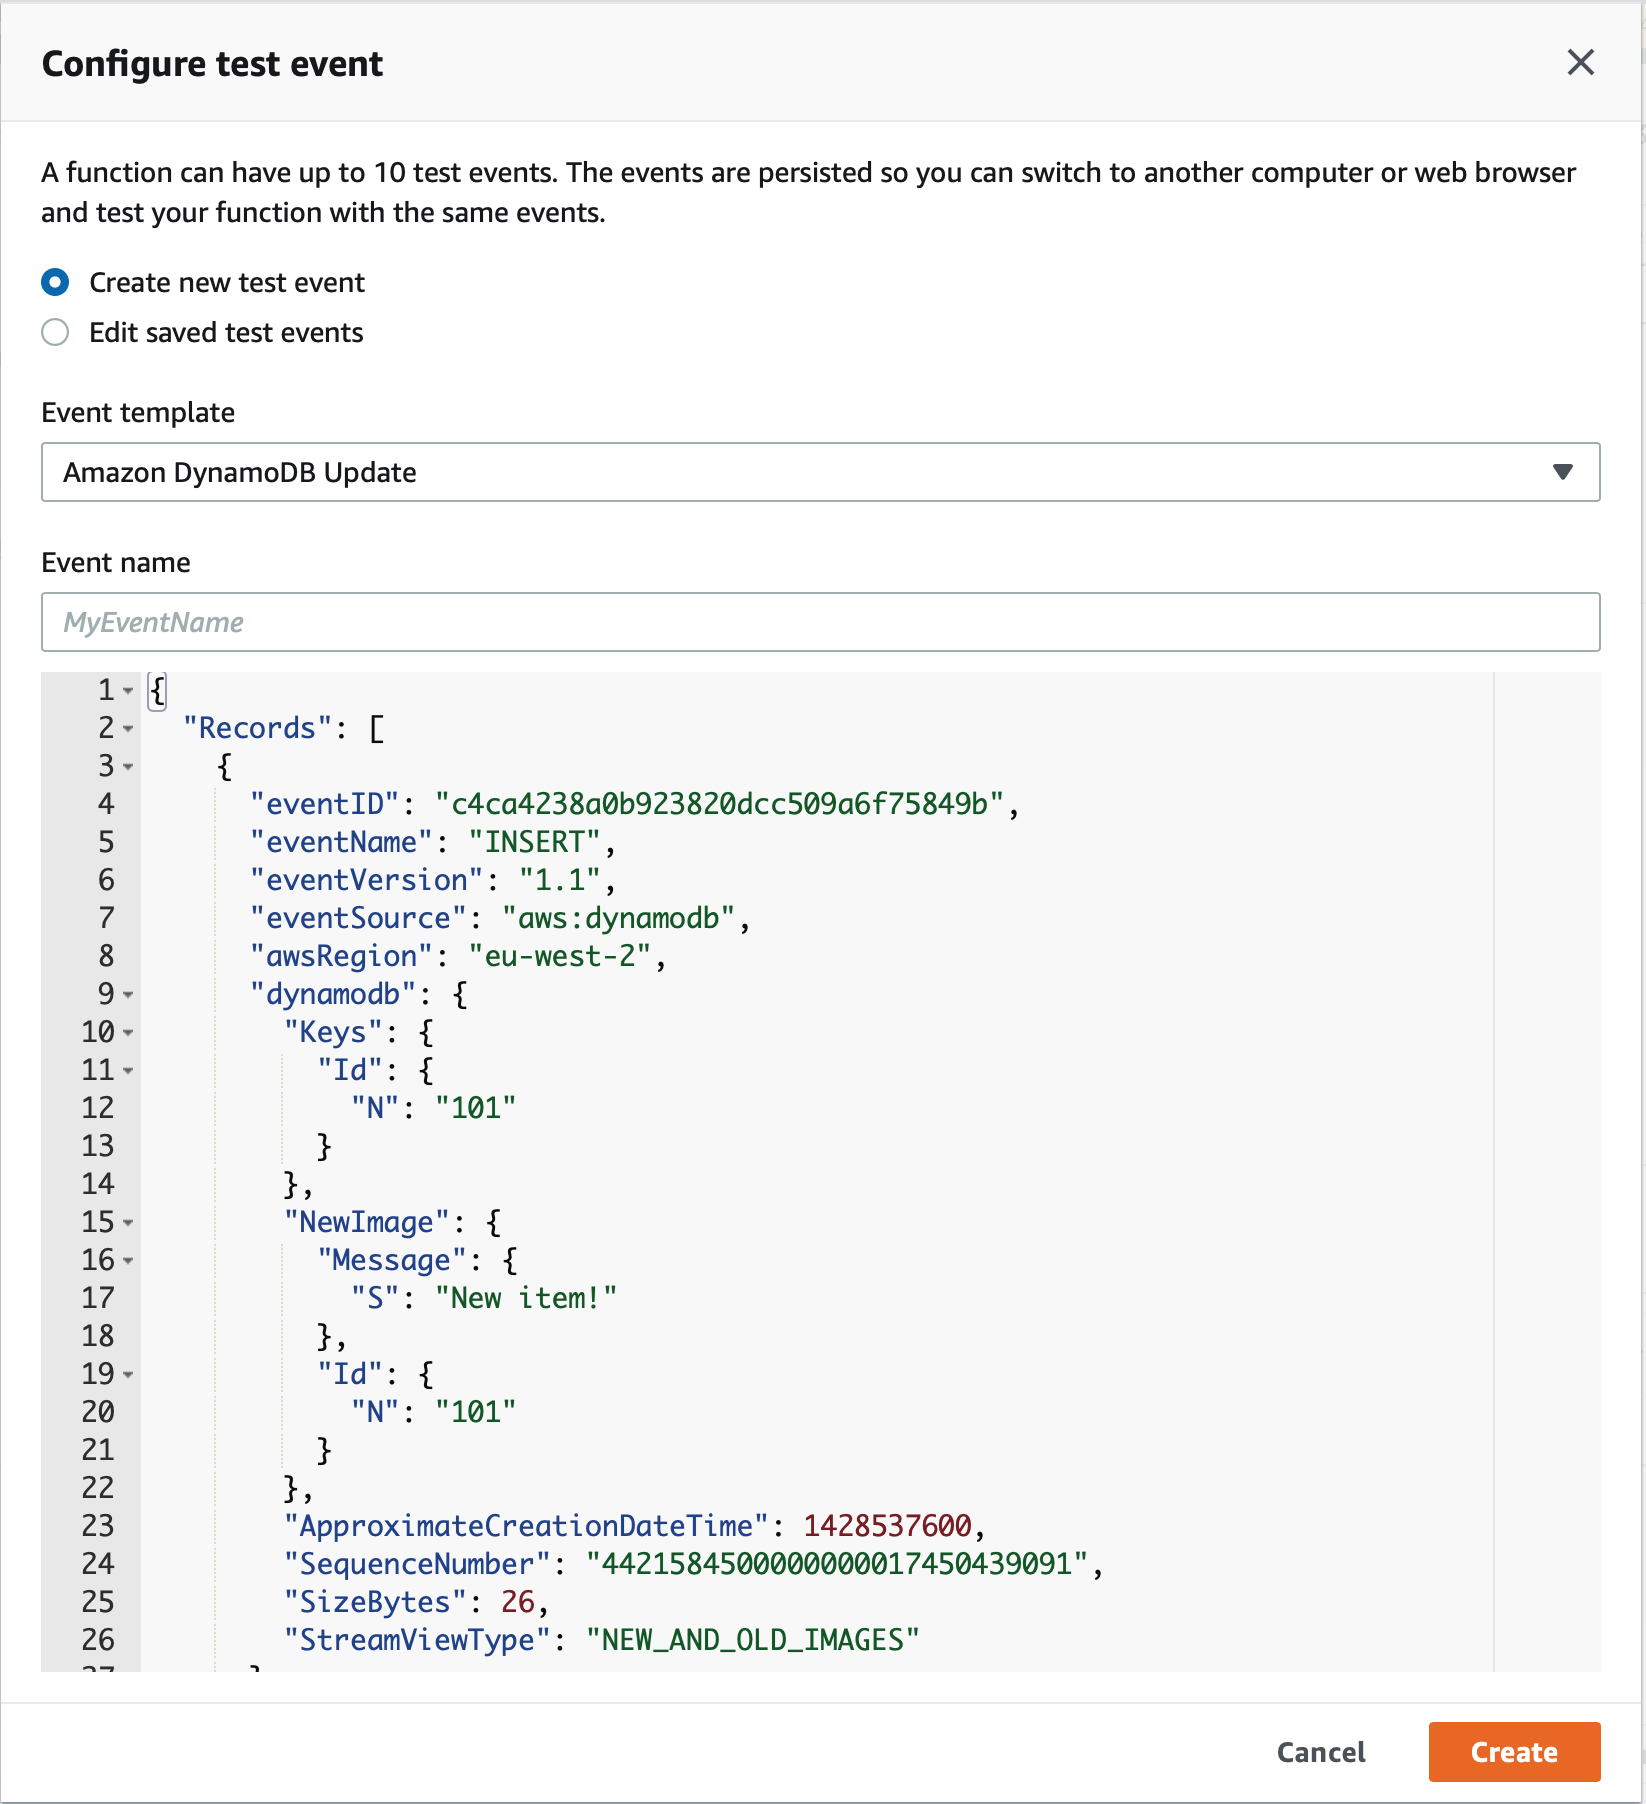 Configure test event
A function can have up to 10 test events. The events are persisted so you can switch to another computer or web browser
and test your function with the same events.
Create new test event
Edit saved test events
Event template
Amazon DynamoDB Update
Event name
MyEventName
1 {
2 "Records": [
3 {
4 "eventID": "c4ca4238a0b923820dcc509a6f75849b",
5 "eventName": "INSERT",
6 "eventVersion": "1.1",
7 "eventSource": "aws:dynamodb",
8 "awsRegion": "eu-west-2",
9 "dynamodb": {
10 "Keys": {
11 "Id": {
12 "N": "101"
13 }
14 },
15 "NewImage": {
16 "Message": {
17 "S": "New item!"
18 },
19 "Id": {
20 "N": "101"
21 }
22 },
23 "ApproximateCreationDateTime": 1428537600,
24 "SequenceNumber": "4421584500000000017450439091",
25 "SizeBytes": 26,
26 "StreamViewType": "NEW_AND_OLD_IMAGES"
Cancel
Create